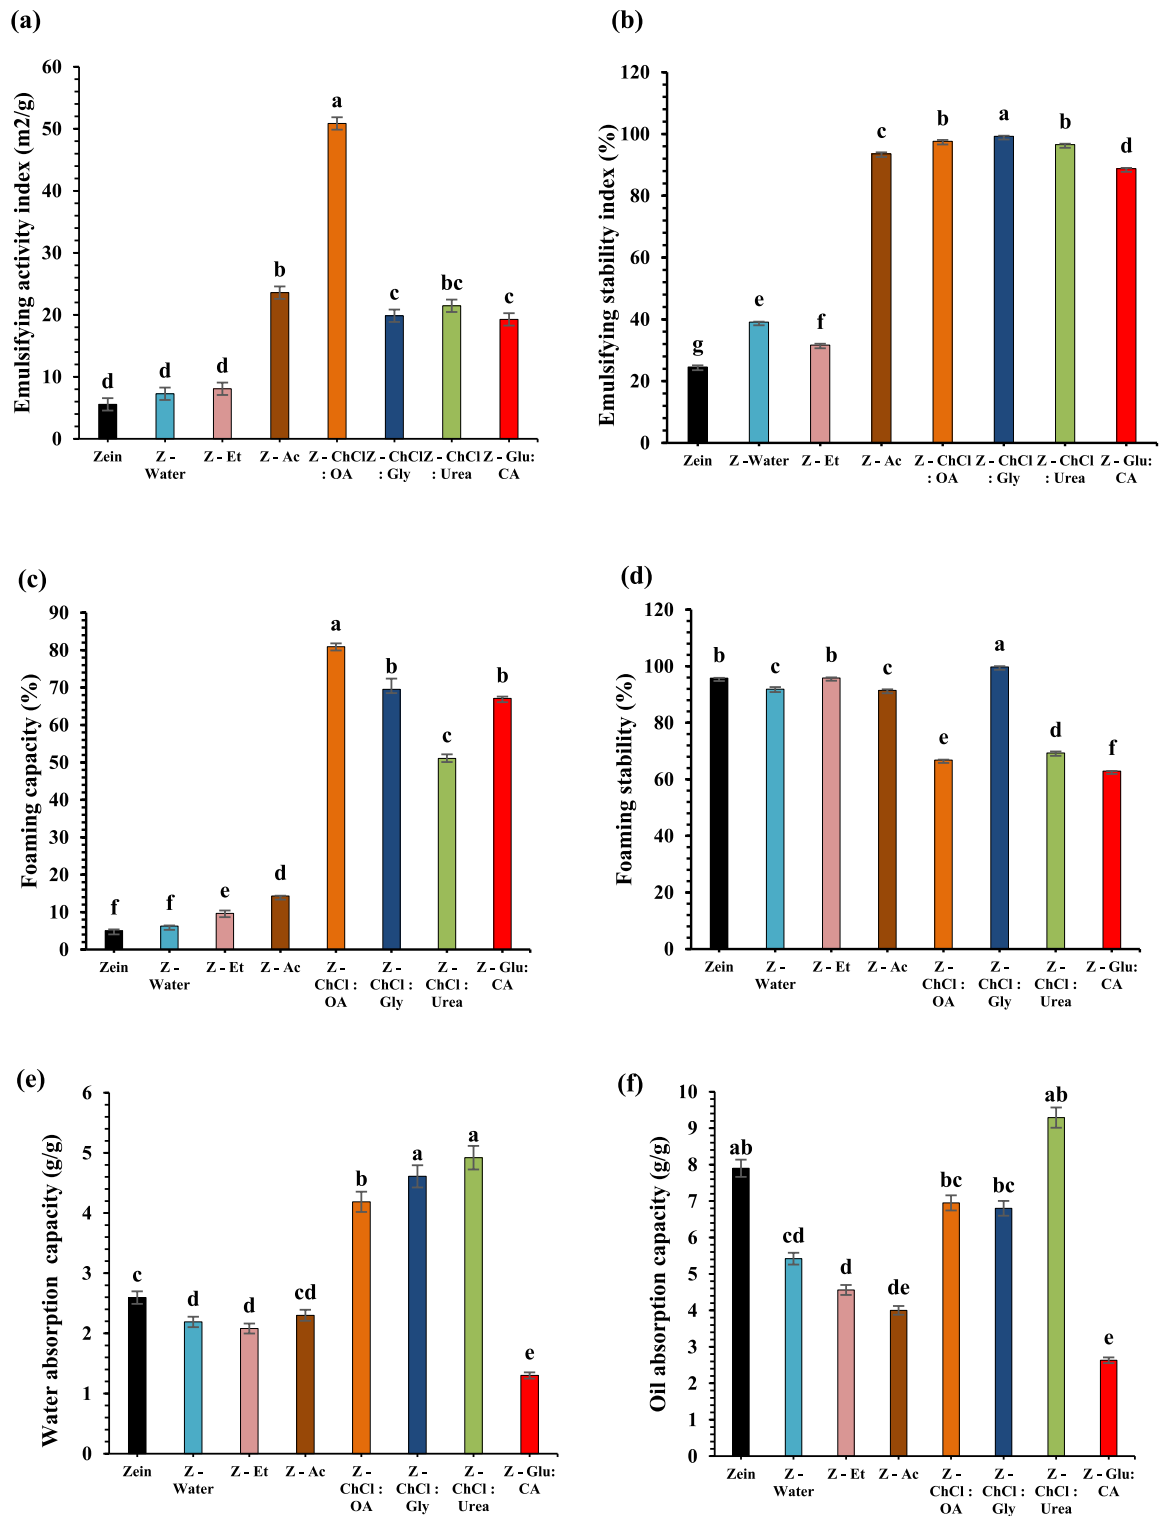 (a)
Emulsifying activity index (m2/g)
60
50
40
30
20
10
0
d
d
d
b
a
c
bc
c
Zein
Z -
Water
Z - Et
Z - Ac
Z - ChCl
: OA
Z - ChCl
: Gly
Z - ChCl
: Urea
Z - Glu:
CA
(b)
Emulsifying stability index (%)
120
100
80
60
40
20
0
g
e
f
c
b
a
b
d
Zein
Z -Water
Z - Et
Z - Ac
Z - ChCl
: OA
Z - ChCl
: Gly
Z - ChCl
: Urea
Z - Glu:
CA
(c)
Foaming capacity (%)
90
80
70
60
50
40
30
20
10
0
f
f
e
d
a
b
c
b
Zein
Z -
Water
Z - Et
Z - Ac
Z -
ChCl :
OA
Z -
ChCl :
Gly
Z -
ChCl :
Urea
Z - Glu:
CA
(d)
Foaming stability (%)
120
100
80
60
40
20
0
b
c
b
c
e
a
d
f
Zein
Z -
Water
Z - Et
Z - Ac
Z -
ChCl :
OA
Z -
ChCl :
Gly
Z -
ChCl :
Urea
Z - Glu:
CA
(e)
Water absorption capacity (g/g)
6
5
4
3
2
1
0
c
d
d
cd
b
a
a
e
Zein
Z -
Water
Z - Et
Z - Ac
Z -
ChCl :
OA
Z -
ChCl :
Gly
Z -
ChCl :
Urea
Z - Glu:
CA
(f)
Oil absorption capacity (g/g)
10
9
8
7
6
5
4
3
2
1
0
ab
cd
d
de
bc
bc
ab
e
Zein
Z -
Water
Z - Et
Z - Ac
Z -
ChCl :
OA
Z -
ChCl :
Gly
Z -
ChCl :
Urea
Z - Glu:
CA